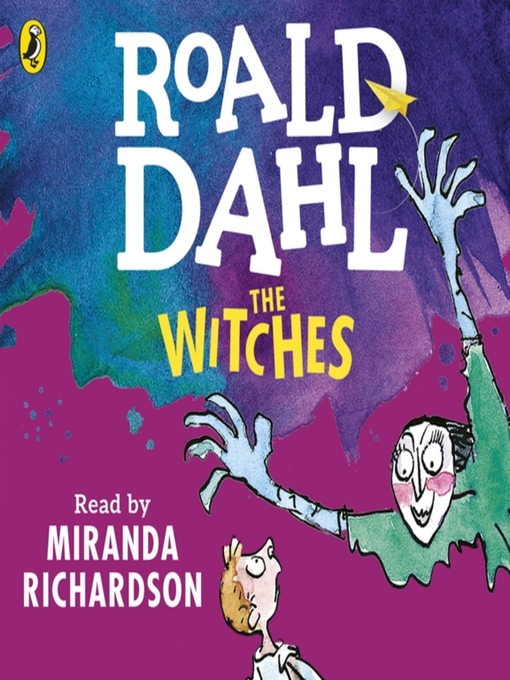 ROALD
DAHL
THE
WITCHES
Read by
MIRANDA
RICHARDSON